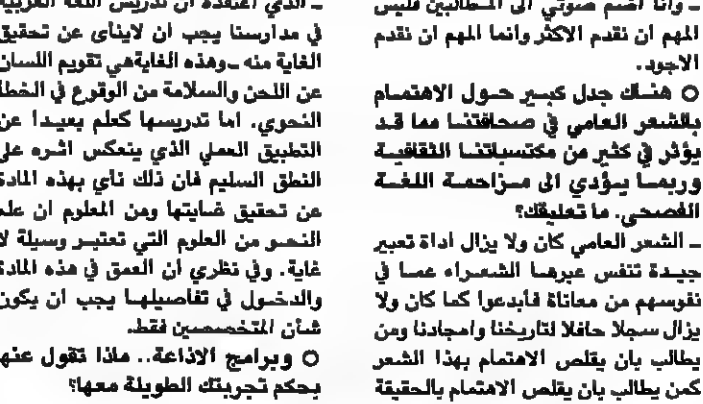 ـ وانا اضم صوتي الى المطالبين فليس
المهم ان نقدم الاكثر وانما المهم ان نقدم
الاجود.
○ هناك جدل كبير حول الاهتمام
بالشعر العامي في صحافتنا مما قد
يؤثر في كثير من مكتسباتنا الثقافية
وربما يؤدي الى مزاحمة اللغة
الفصحى. ما تعليقك؟
ـ الشعر العامي كان ولا يزال اداة تعبير
جيدة تنفس عبرها الشعراء عما في
نفوسهم من معاناة فأبدعوا كما كان ولا
يزال سجلا حافلا لتاريخنا وامجادنا ومن
يطالب بان يقلص الاهتمام بهذا الشعر
كمن يطالب بان يقلص الاهتمام بالحقيقة
ـ الذي اعتقده ان تدريس اللغة العربية
في مدارسنا يجب ان لاينأى عن تحقيق
الغاية منه ـ وهذه الغاية هي تقويم اللسان
عن اللحن والسلامة من الوقوع في الخطأ
النحوي. اما تدريسها كعلم بعيدا عن
التطبيق العملي الذي ينعكس اثره على
النطق السليم فان ذلك نأي بهذه المادة
عن تحقيق غايتها ومن المعلوم ان علم
النحو من العلوم التي تعتبر وسيلة لا
غاية. وفي نظري أن العمق في هذه المادة
والدخول في تفاصيلها يجب ان يكون
شأن المتخصصين فقط.
○ وبرامج الاذاعة.. ماذا تقول عنها
بحكم تجربتك الطويلة معها؟